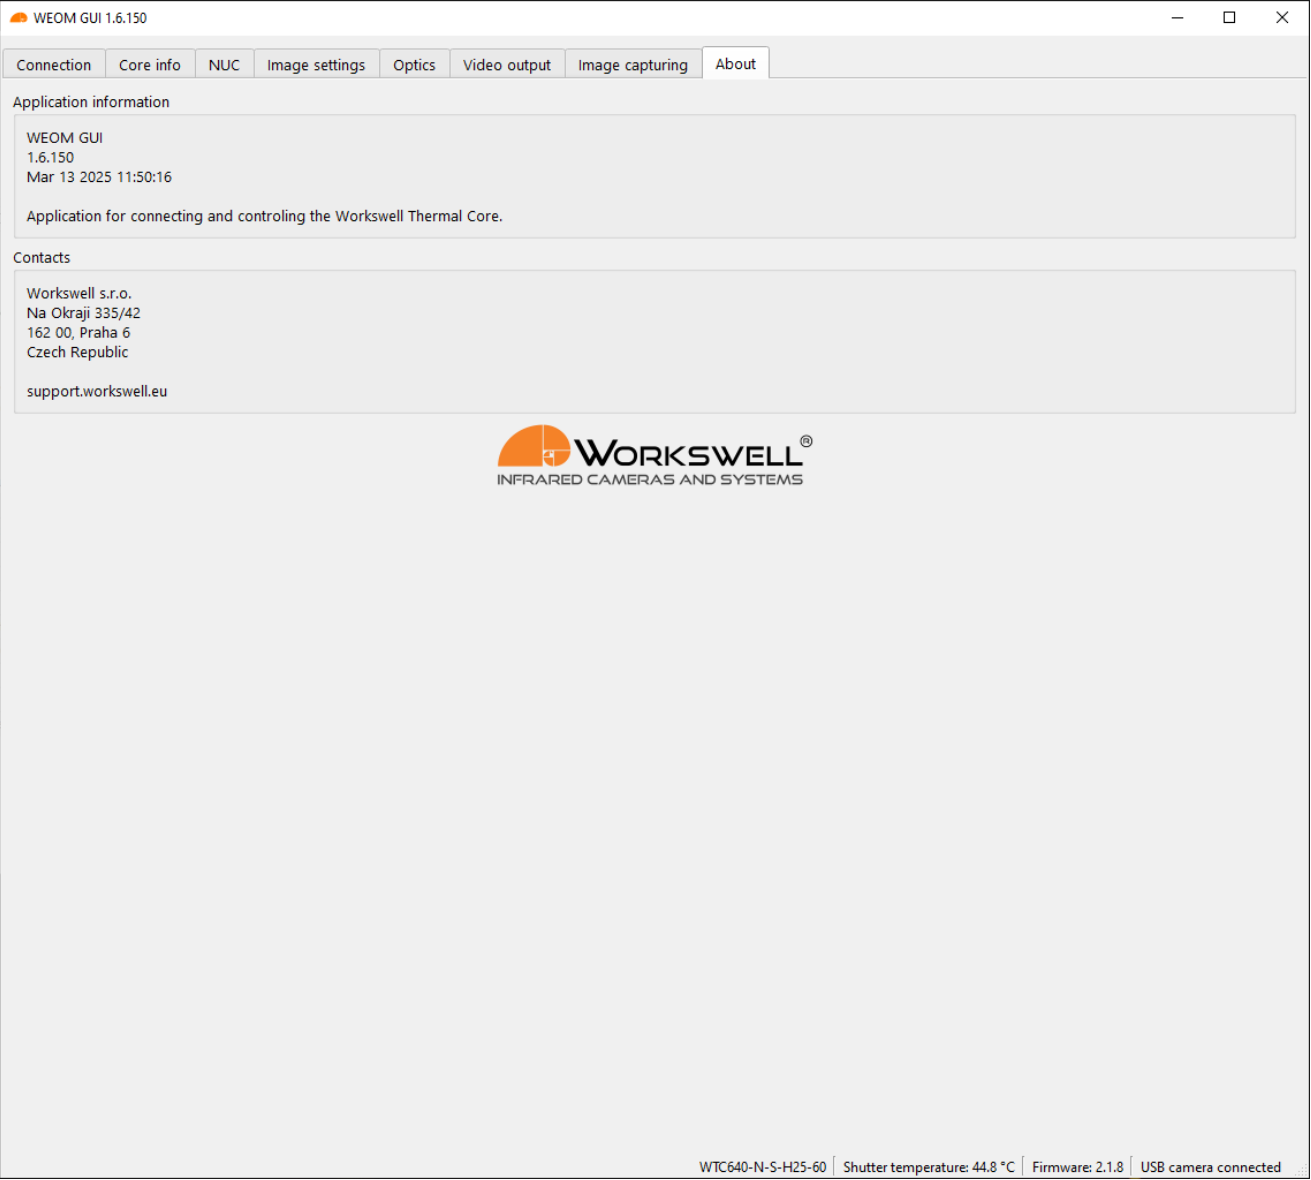 WEOM GUI 1.6.150
Connection Core info NUC Image settings Optics Video output Image capturing About
Application information
WEOM GUI
1.6.150
Mar 13 2025 11:50:16
Application for connecting and controling the Workswell Thermal Core.
Contacts
Workswell s.r.o.
Na Okraji 335/42
162 00, Praha 6
Czech Republic
support.workswell.eu
WORKSWELL®
INFRARED CAMERAS AND SYSTEMS
WTC640-N-S-H25-60 Shutter temperature: 44.8 °C Firmware: 2.1.8 USB camera connected